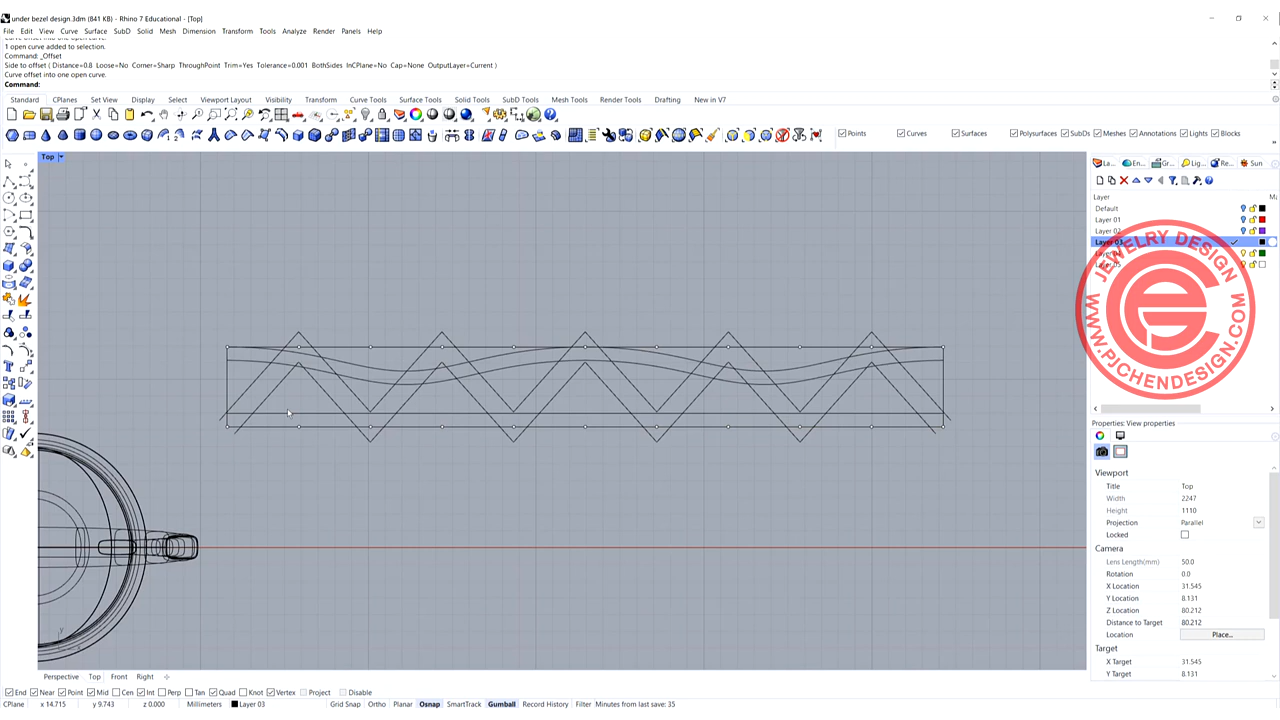 under bezel design.3dm (841 KB) - Rhino 7 Educational - [Top]
File Edit View Curve Surface SubD Solid Mesh Dimension Transform Tools Analyze Render Panels Help
1 open curve added to selection.
Command: _Offset
Side to offset ( Distance=0.8 Loose=No Corner=Sharp ThroughPoint Trim=Yes Tolerance=0.001 BothSides InCPlane=No Cap=None OutputLayer=Current )
Curve offset into one open curve.
Command:
Standard CPlanes Set View Display Select Viewport Layout Visibility Transform Curve Tools Surface Tools Solid Tools SubD Tools Mesh Tools Render Tools Drafting New in V7
Points Curves Surfaces Polysurfaces SubDs Meshes Annotations Lights Blocks
Top
La... En... Gr... Lig... Re... Sun
Layer
Default
Layer 01
Layer 02
Layer 03
JEWELRY DESIGN
WWW.PJCHENDESIGN.COM
Properties: View properties
Viewport
Title Top
Width 2247
Height 1110
Projection Parallel
Locked
Camera
Lens Length(mm) 50.0
Rotation 0.0
X Location 31.545
Y Location 8.131
Z Location 80.212
Distance to Target 80.212
Location Place...
Target
X Target 31.545
Y Target 8.131
y
Perspective Top Front Right
End Near Point Mid Cen Int Perp Tan Quad Knot Vertex Project Disable
CPlane x 14.715 y 9.743 z 0.000 Millimeters Layer 03 Grid Snap Ortho Planar Osnap SmartTrack Gumball Record History Filter Minutes from last save: 35